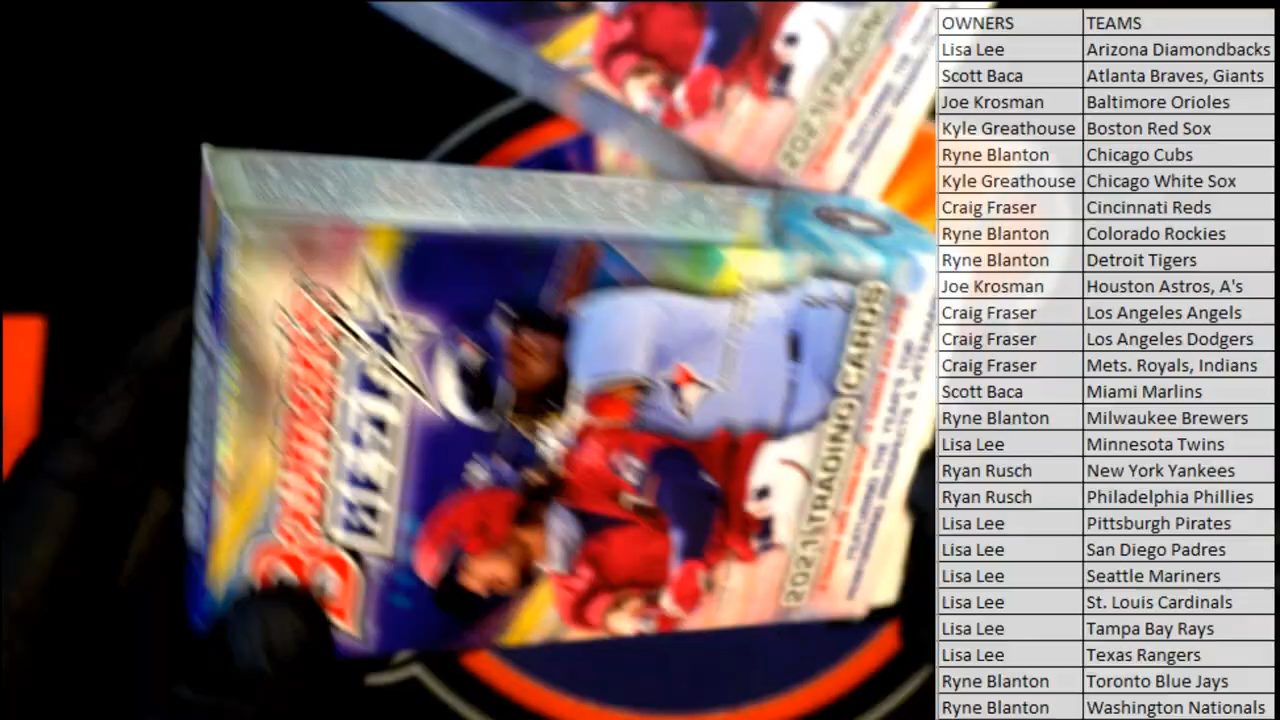 BOWMAN'S
BEST
2021 TRADING CARDS
2021 TRADING
OWNERS TEAMS
Lisa Lee Arizona Diamondbacks
Scott Baca Atlanta Braves, Giants
Joe Krosman Baltimore Orioles
Kyle Greathouse Boston Red Sox
Ryne Blanton Chicago Cubs
Kyle Greathouse Chicago White Sox
Craig Fraser Cincinnati Reds
Ryne Blanton Colorado Rockies
Ryne Blanton Detroit Tigers
Joe Krosman Houston Astros, A's
Craig Fraser Los Angeles Angels
Craig Fraser Los Angeles Dodgers
Craig Fraser Mets. Royals, Indians
Scott Baca Miami Marlins
Ryne Blanton Milwaukee Brewers
Lisa Lee Minnesota Twins
Ryan Rusch New York Yankees
Ryan Rusch Philadelphia Phillies
Lisa Lee Pittsburgh Pirates
Lisa Lee San Diego Padres
Lisa Lee Seattle Mariners
Lisa Lee St. Louis Cardinals
Lisa Lee Tampa Bay Rays
Lisa Lee Texas Rangers
Ryne Blanton Toronto Blue Jays
Ryne Blanton Washington Nationals